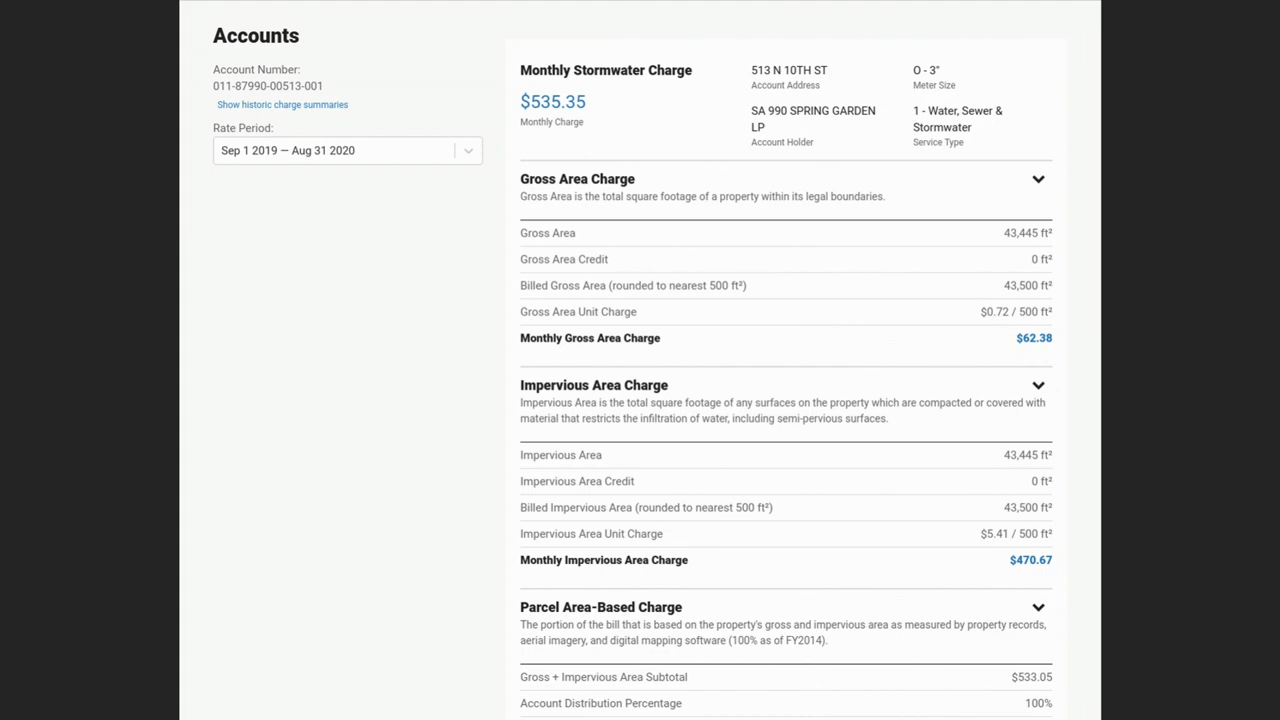 Accounts
Account Number:
011-87990-00513-001
Show historic charge summaries
Rate Period:
Sep 1 2019 — Aug 31 2020
Monthly Stormwater Charge
$535.35
Monthly Charge
513 N 10TH ST
Account Address
SA 990 SPRING GARDEN
LP
Account Holder
O - 3"
Meter Size
1 - Water, Sewer &
Stormwater
Service Type
Gross Area Charge
Gross Area is the total square footage of a property within its legal boundaries.
Gross Area 43,445 ft²
Gross Area Credit 0 ft²
Billed Gross Area (rounded to nearest 500 ft²) 43,500 ft²
Gross Area Unit Charge $0.72 / 500 ft²
Monthly Gross Area Charge $62.38
Impervious Area Charge
Impervious Area is the total square footage of any surfaces on the property which are compacted or covered with
material that restricts the infiltration of water, including semi-pervious surfaces.
Impervious Area 43,445 ft²
Impervious Area Credit 0 ft²
Billed Impervious Area (rounded to nearest 500 ft²) 43,500 ft²
Impervious Area Unit Charge $5.41 / 500 ft²
Monthly Impervious Area Charge $470.67
Parcel Area-Based Charge
The portion of the bill that is based on the property's gross and impervious area as measured by property records,
aerial imagery, and digital mapping software (100% as of FY2014).
Gross + Impervious Area Subtotal $533.05
Account Distribution Percentage 100%